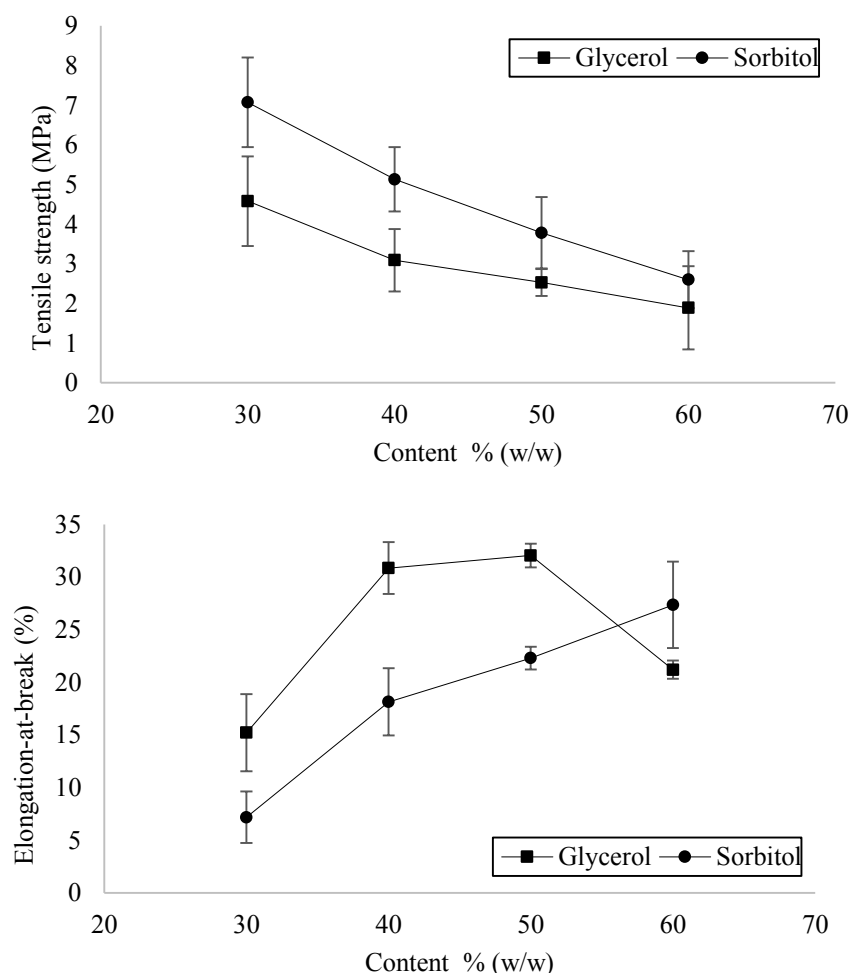 9
8
7
6
5
4
3
2
1
0
Tensile strength (MPa)
Glycerol Sorbitol
20 30 40 50 60 70
Content % (w/w)
35
30
25
20
15
10
5
0
Elongation-at-break (%)
Glycerol Sorbitol
20 30 40 50 60 70
Content % (w/w)